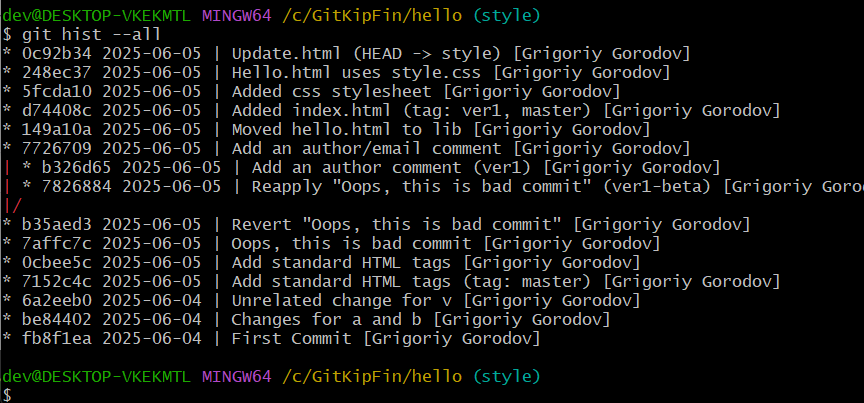 dev@DESKTOP-VKEKMTL MINGW64 /c/GitKipFin/hello (style)
$ git hist --all
* 0c92b34 2025-06-05 | Update.html (HEAD -> style) [Grigoriy Gorodov]
* 248ec37 2025-06-05 | Hello.html uses style.css [Grigoriy Gorodov]
* 5fcda10 2025-06-05 | Added css stylesheet [Grigoriy Gorodov]
* d74408c 2025-06-05 | Added index.html (tag: ver1, master) [Grigoriy Gorodov]
* 149a10a 2025-06-05 | Moved hello.html to lib [Grigoriy Gorodov]
* 7726709 2025-06-05 | Add an author/email comment [Grigoriy Gorodov]
| * b326d65 2025-06-05 | Add an author comment (ver1) [Grigoriy Gorodov]
| * 7826884 2025-06-05 | Reapply "Oops, this is bad commit" (ver1-beta) [Grigoriy Goro
|/
* b35aed3 2025-06-05 | Revert "Oops, this is bad commit" [Grigoriy Gorodov]
* 7affc7c 2025-06-05 | Oops, this is bad commit [Grigoriy Gorodov]
* 0cbee5c 2025-06-05 | Add standard HTML tags [Grigoriy Gorodov]
* 7152c4c 2025-06-05 | Add standard HTML tags (tag: master) [Grigoriy Gorodov]
* 6a2eeb0 2025-06-04 | Unrelated change for v [Grigoriy Gorodov]
* be84402 2025-06-04 | Changes for a and b [Grigoriy Gorodov]
* fb8f1ea 2025-06-04 | First Commit [Grigoriy Gorodov]
dev@DESKTOP-VKEKMTL MINGW64 /c/GitKipFin/hello (style)
$